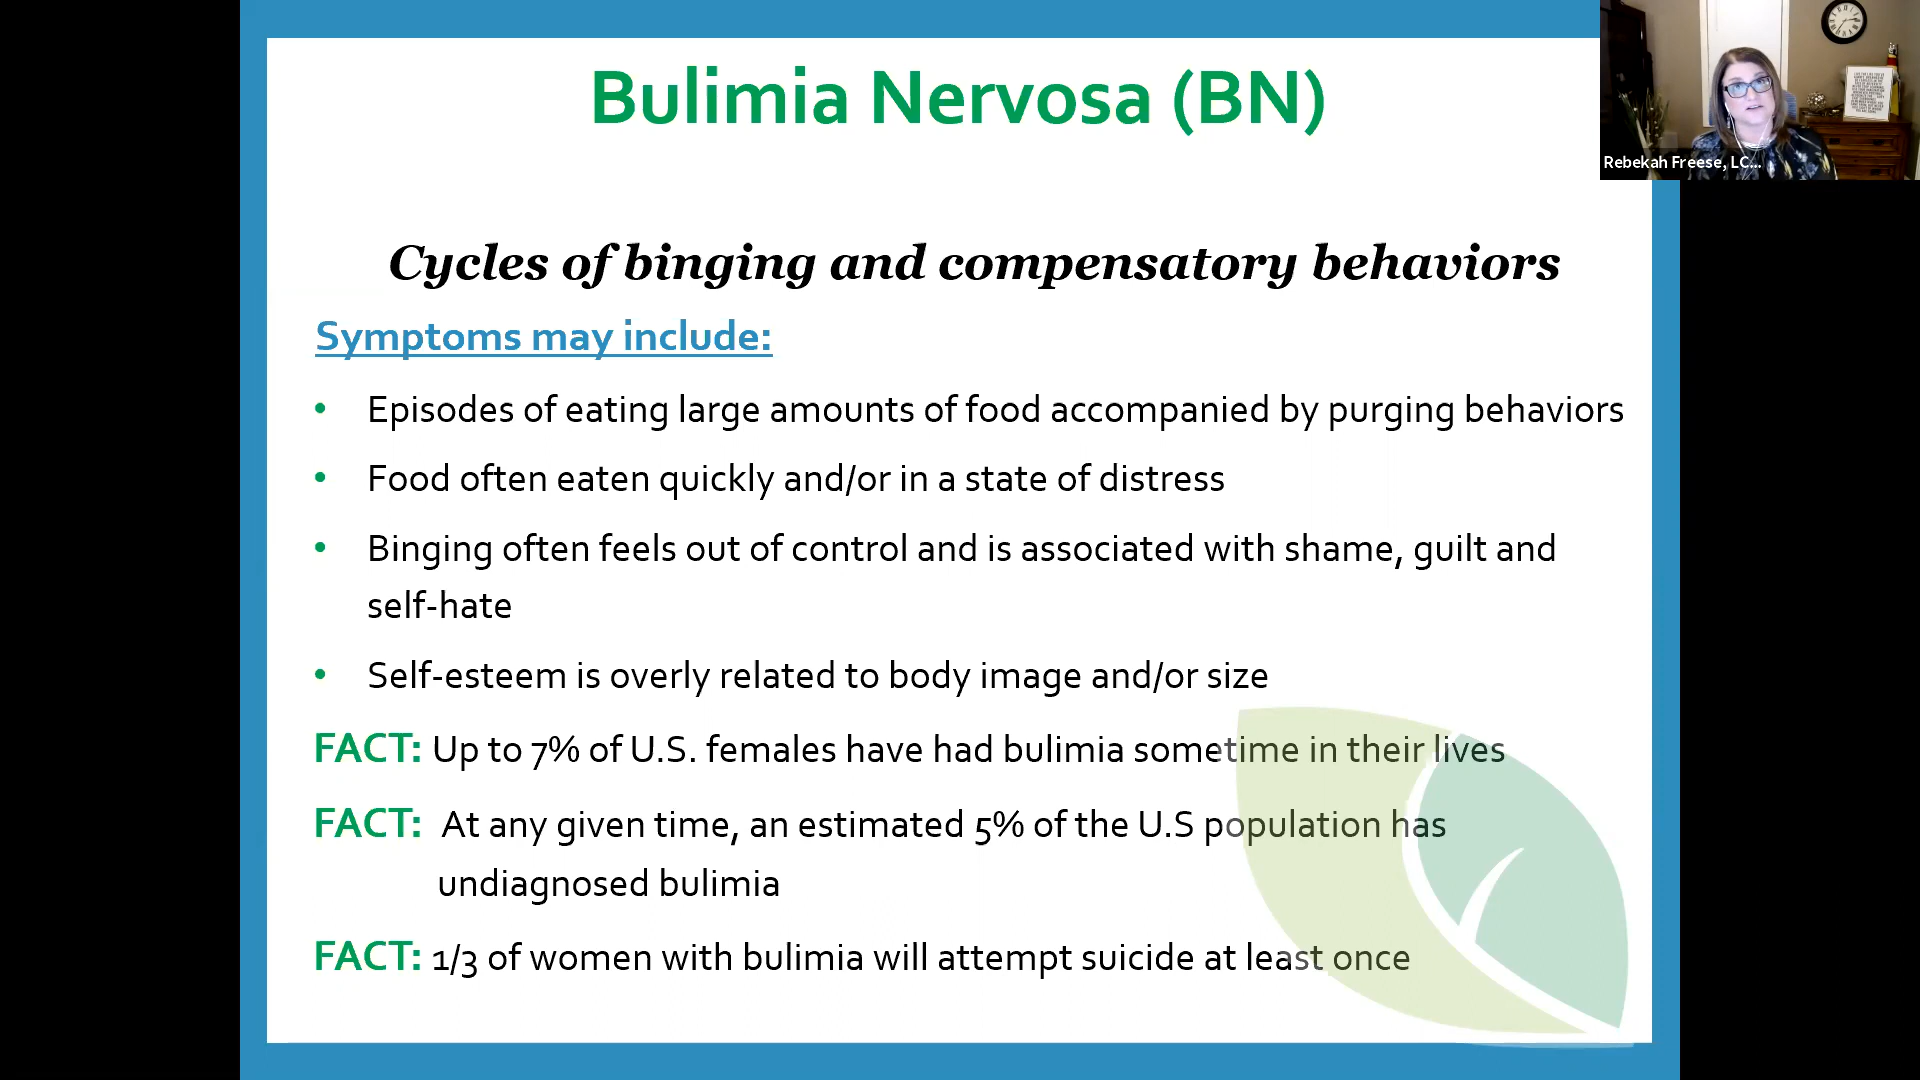 Bulimia Nervosa (BN)
Rebekah Freese, LC...
Cycles of binging and compensatory behaviors
Symptoms may include:
• Episodes of eating large amounts of food accompanied by purging behaviors
• Food often eaten quickly and/or in a state of distress
• Binging often feels out of control and is associated with shame, guilt and
self-hate
• Self-esteem is overly related to body image and/or size
FACT: Up to 7% of U.S. females have had bulimia sometime in their lives
FACT: At any given time, an estimated 5% of the U.S population has
undiagnosed bulimia
FACT: 1/3 of women with bulimia will attempt suicide at least once